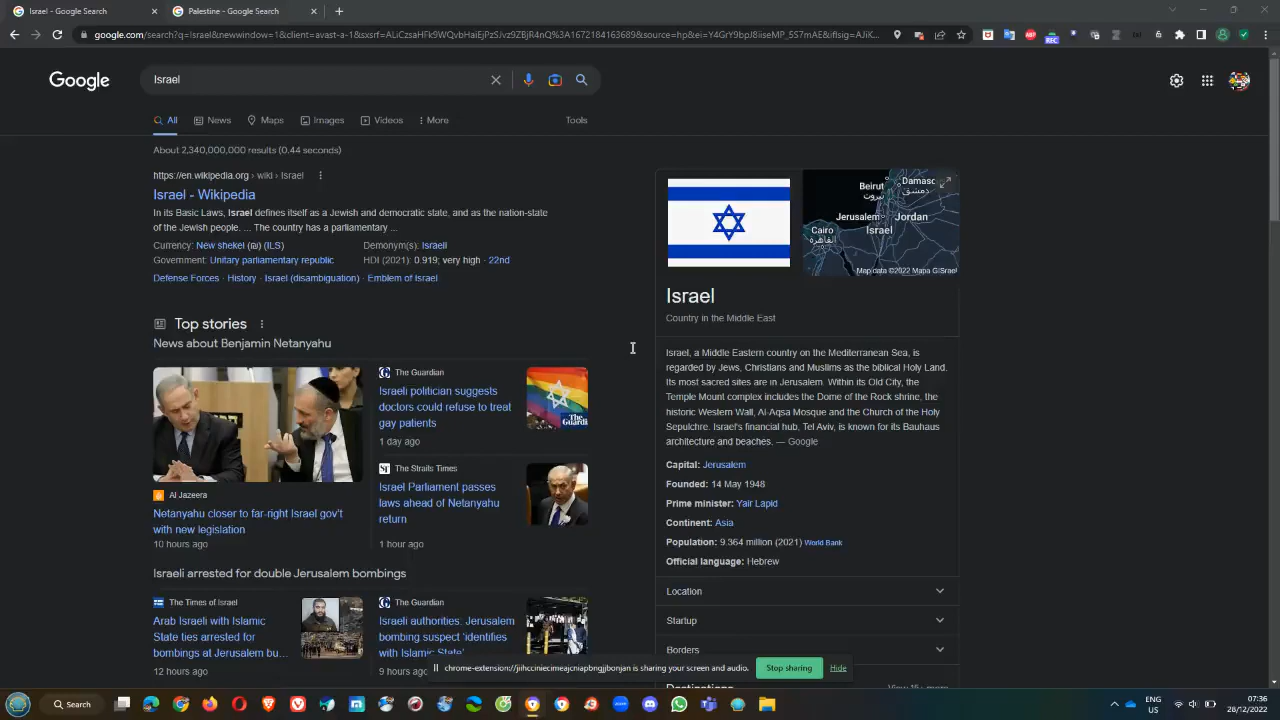 Israel - Google Search
Palestine - Google Search
google.com/search?q=Israel&newwindow=1&client=avast-a-1&sxsrf=
REC
Google
Israel
All
News
Maps
Images
Videos
More
Tools
About 2,340,000,000 results (0.44 seconds)
https://en.wikipedia.org › wiki › Israel
Israel - Wikipedia
In its Basic Laws, Israel defines itself as a Jewish and democratic state, and as the nation-state
of the Jewish people. ... The country has a parliamentary ...
Currency: New shekel (₪) (ILS)
Demonym(s): Israeli
Government: Unitary parliamentary republic
HDI (2021): 0.919; very high · 22nd
Defense Forces · History · Israel (disambiguation) · Emblem of Israel
Top stories
News about Benjamin Netanyahu
Al Jazeera
Netanyahu closer to far-right Israel gov't
with new legislation
10 hours ago
The Guardian
Israeli politician suggests
doctors could refuse to treat
gay patients
1 day ago
The Straits Times
Israel Parliament passes
laws ahead of Netanyahu
return
1 hour ago
Israeli arrested for double Jerusalem bombings
The Times of Israel
Arab Israeli with Islamic
State ties arrested for
bombings at Jerusalem bu...
12 hours ago
The Guardian
Israeli authorities: Jerusalem
bombing suspect 'identifies
with Islamic State'
Beirut
بيروت
Damasc
دمشق
Jerusalem
Jordan
Israel
Cairo
القاهرة
Map data ©2022 Mapa GISrael
Israel
Country in the Middle East
Israel, a Middle Eastern country on the Mediterranean Sea, is
regarded by Jews, Christians and Muslims as the biblical Holy Land.
Its most sacred sites are in Jerusalem. Within its Old City, the
Temple Mount complex includes the Dome of the Rock shrine, the
historic Western Wall, Al-Aqsa Mosque and the Church of the Holy
Sepulchre. Israel's financial hub, Tel Aviv, is known for its Bauhaus
architecture and beaches. — Google
Capital: Jerusalem
Founded: 14 May 1948
Prime minister: Yair Lapid
Continent: Asia
Population: 9.364 million (2021) World Bank
Official language: Hebrew
Location
Startup
Borders
Destinations
chrome-extension://jiihcciniecimeajcniapbngjjbonjan is sharing your screen and audio.
Stop sharing
Hide
Search
ENG
US
07:36
28/12/2022